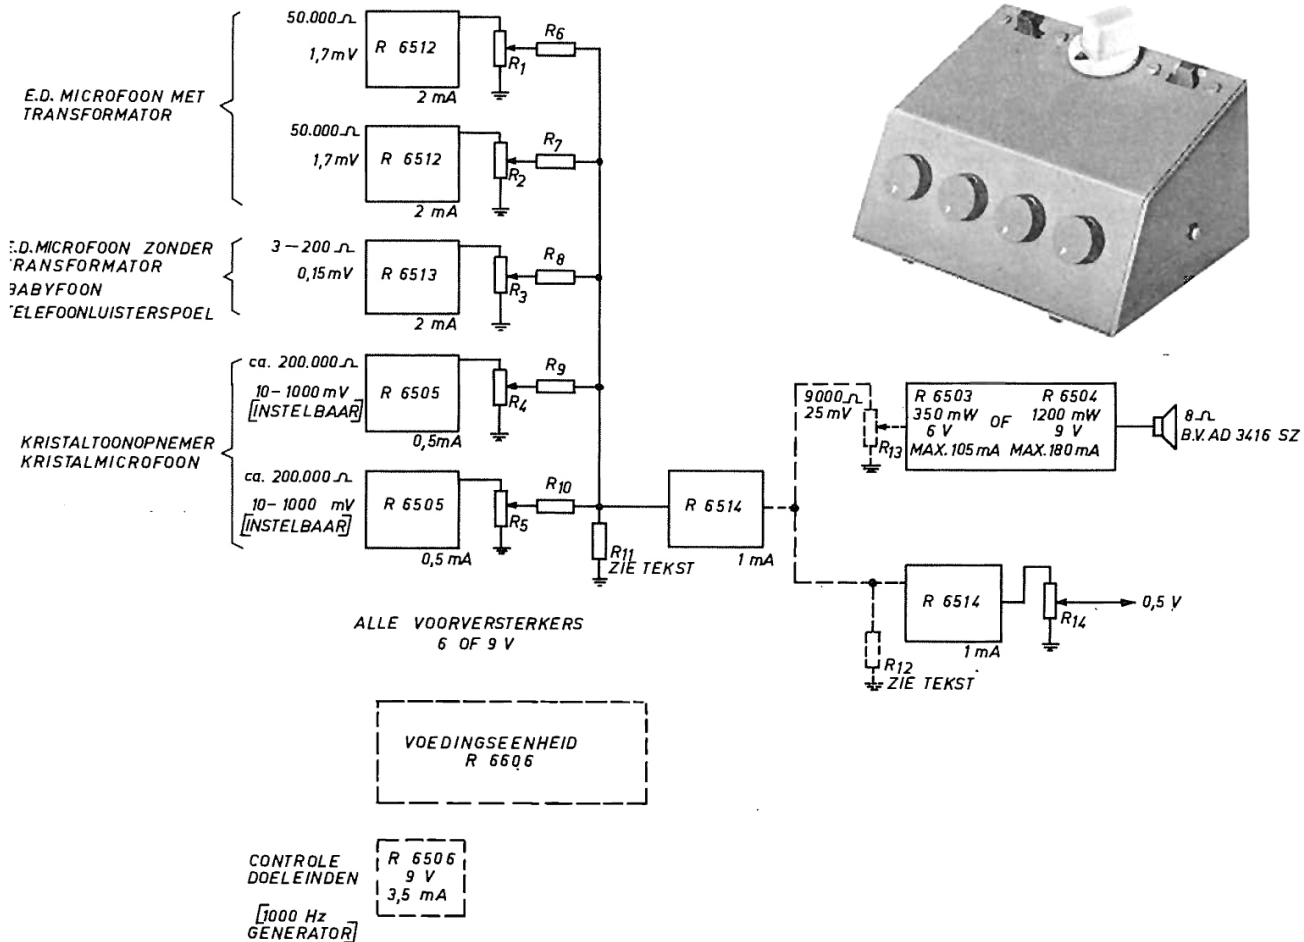 50.000 Ω
1,7 mV
R 6512
2 mA
R1
R6
E.D. MICROFOON MET
TRANSFORMATOR
50.000 Ω
1,7 mV
R 6512
2 mA
R2
R7
E.D. MICROFOON ZONDER
TRANSFORMATOR
BABYFOON
TELEFOONLUISTERSPOEL
3 – 200 Ω
0,15 mV
R 6513
2 mA
R3
R8
ca. 200.000 Ω
10 – 1000 mV
[INSTELBAAR]
R 6505
0,5 mA
R4
R9
KRISTALTOONOPNEMER
KRISTALMICROFOON
ca. 200.000 Ω
10 – 1000 mV
[INSTELBAAR]
R 6505
0,5 mA
R5
R10
R11
ZIE TEKST
R 6514
1 mA
9000 Ω
25 mV
R13
R 6503
350 mW
6 V
MAX. 105 mA
OF
R 6504
1200 mW
9 V
MAX. 180 mA
8 Ω
B.V. AD 3416 SZ
R 6514
1 mA
R14
0,5 V
R12
ZIE TEKST
ALLE VOORVERSTERKERS
6 OF 9 V
VOEDINGSEENHEID
R 6606
CONTROLE
DOELEINDEN
[1000 Hz
GENERATOR]
R 6506
9 V
3,5 mA